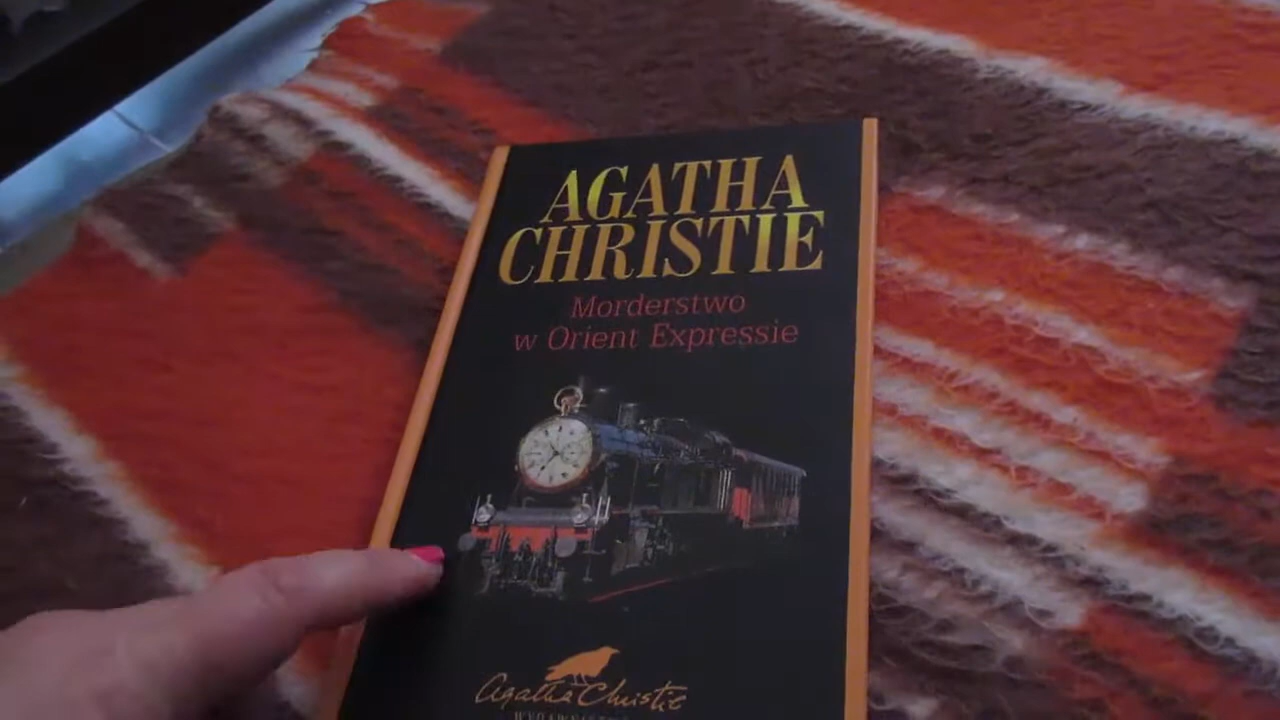 AGATHA
CHRISTIE
Morderstwo
w Orient Expressie
Agatha Christie